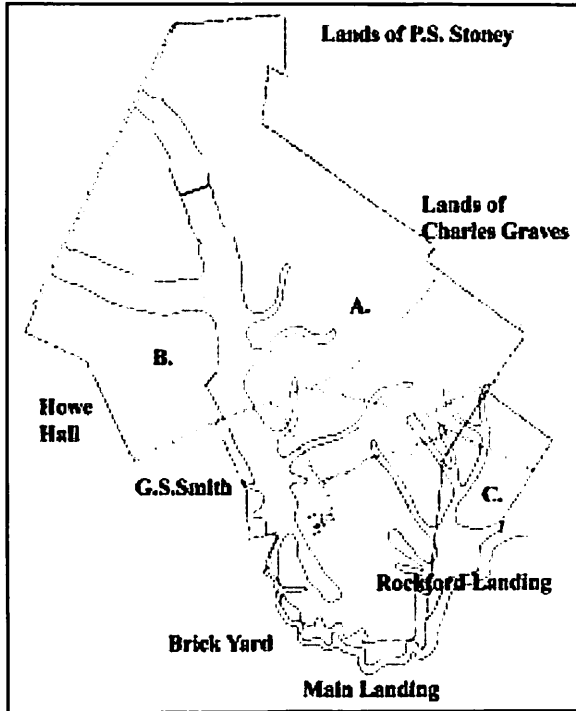 Lands of P.S. Stoney
Lands of
Charles Graves
A.
B.
Howe
Hall
G.S.Smith
C.
Rockford Landing
Brick Yard
Main Landing